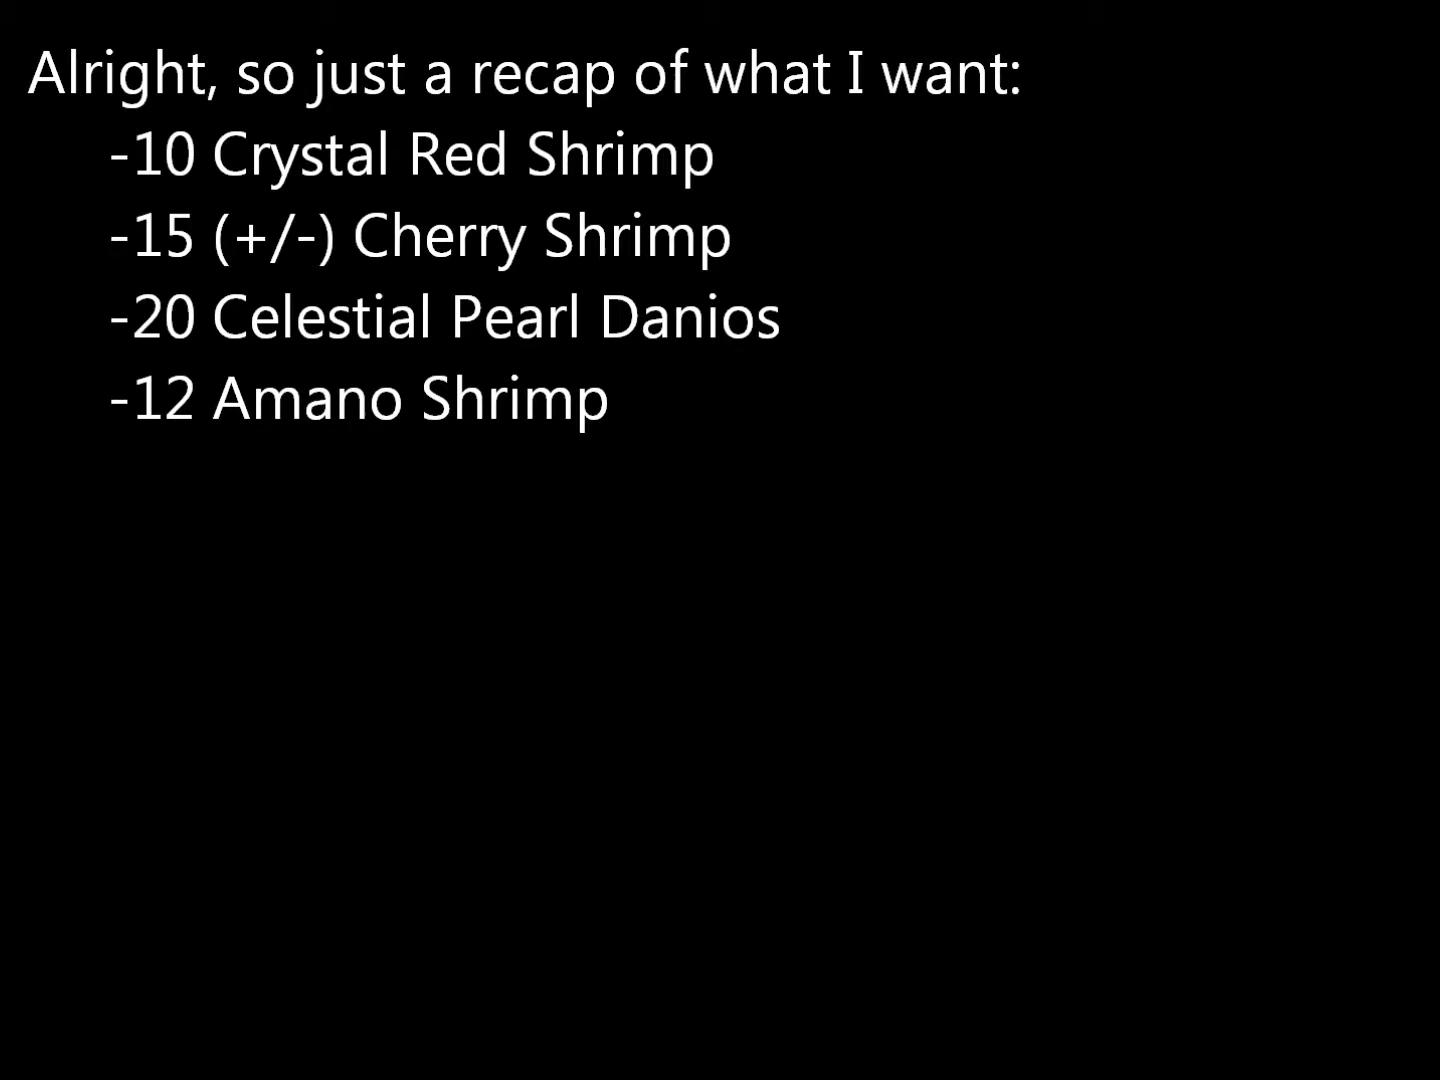 Alright, so just a recap of what I want:
-10 Crystal Red Shrimp
-15 (+/-) Cherry Shrimp
-20 Celestial Pearl Danios
-12 Amano Shrimp